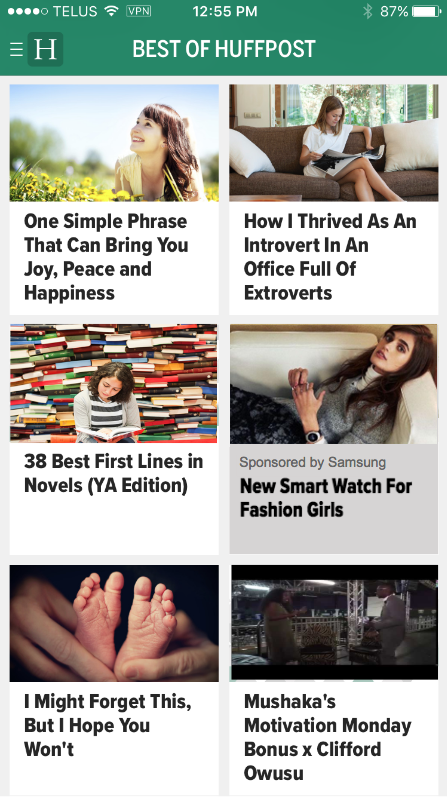 TELUS VPN 12:55 PM 87%
H BEST OF HUFFPOST
One Simple Phrase
That Can Bring You
Joy, Peace and
Happiness
How I Thrived As An
Introvert In An
Office Full Of
Extroverts
38 Best First Lines in
Novels (YA Edition)
Sponsored by Samsung
New Smart Watch For
Fashion Girls
I Might Forget This,
But I Hope You
Won't
Mushaka's
Motivation Monday
Bonus x Clifford
Owusu